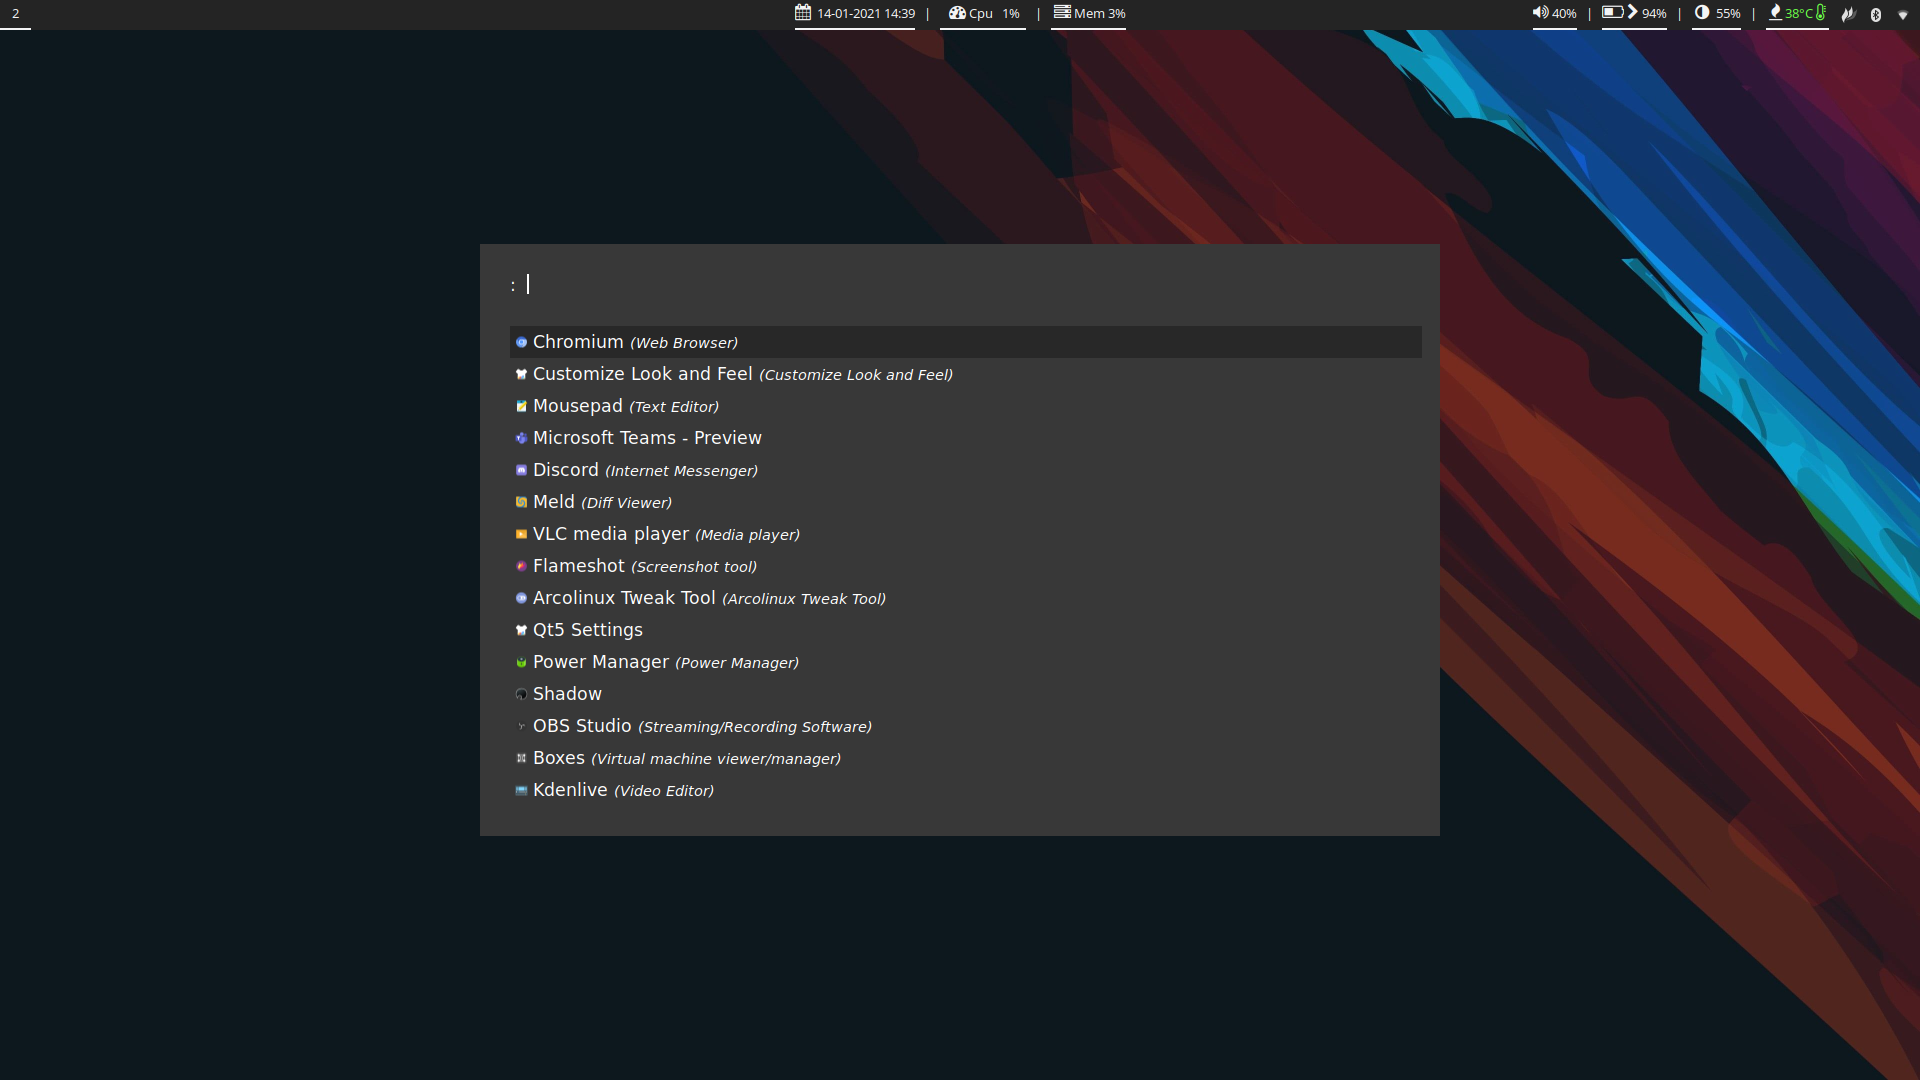 2 14-01-2021 14:39 | Cpu 1% | Mem 3% 40% | 94% | 55% | 38°C
:
Chromium (Web Browser)
Customize Look and Feel (Customize Look and Feel)
Mousepad (Text Editor)
Microsoft Teams - Preview
Discord (Internet Messenger)
Meld (Diff Viewer)
VLC media player (Media player)
Flameshot (Screenshot tool)
Arcolinux Tweak Tool (Arcolinux Tweak Tool)
Qt5 Settings
Power Manager (Power Manager)
Shadow
OBS Studio (Streaming/Recording Software)
Boxes (Virtual machine viewer/manager)
Kdenlive (Video Editor)